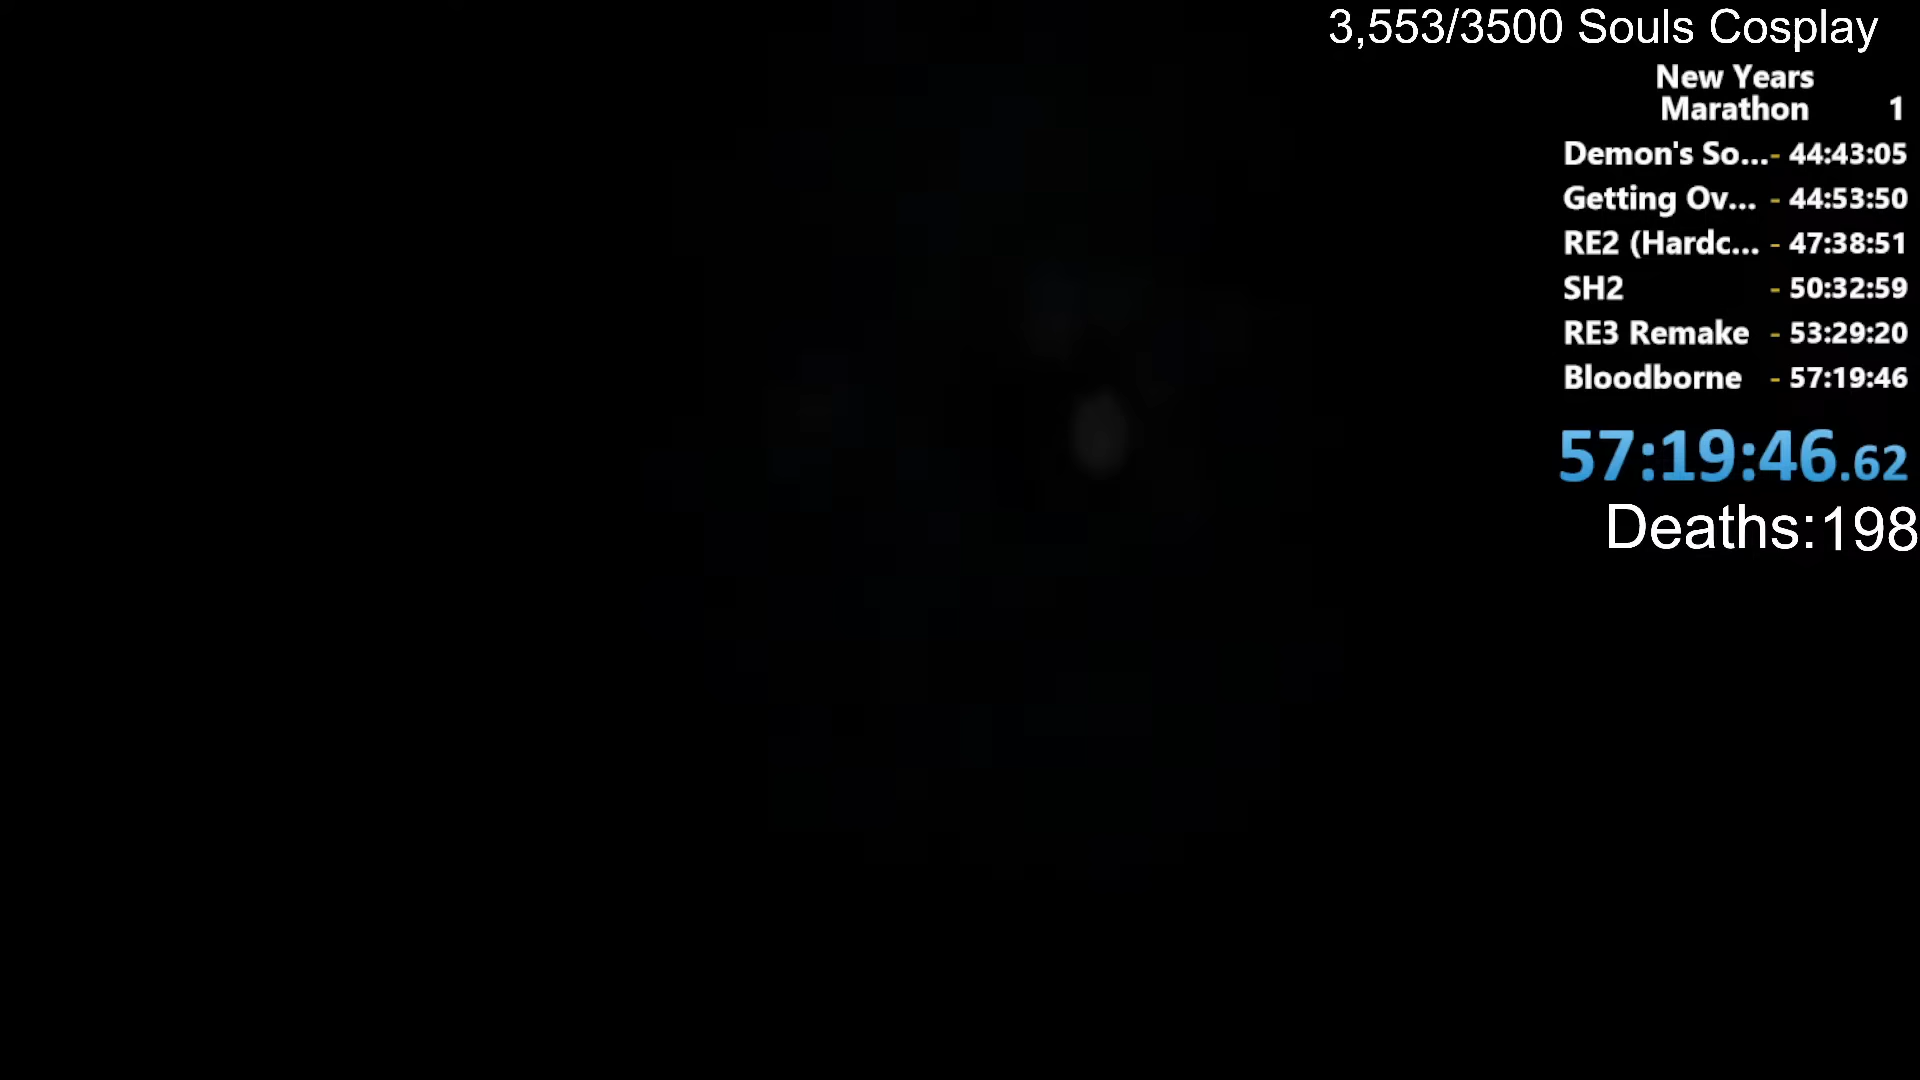 3,553/3500 Souls Cosplay
New Years
Marathon 1
Demon's So... - 44:43:05
Getting Ov... - 44:53:50
RE2 (Hardc... - 47:38:51
SH2 - 50:32:59
RE3 Remake - 53:29:20
Bloodborne - 57:19:46
57:19:46.62
Deaths:198